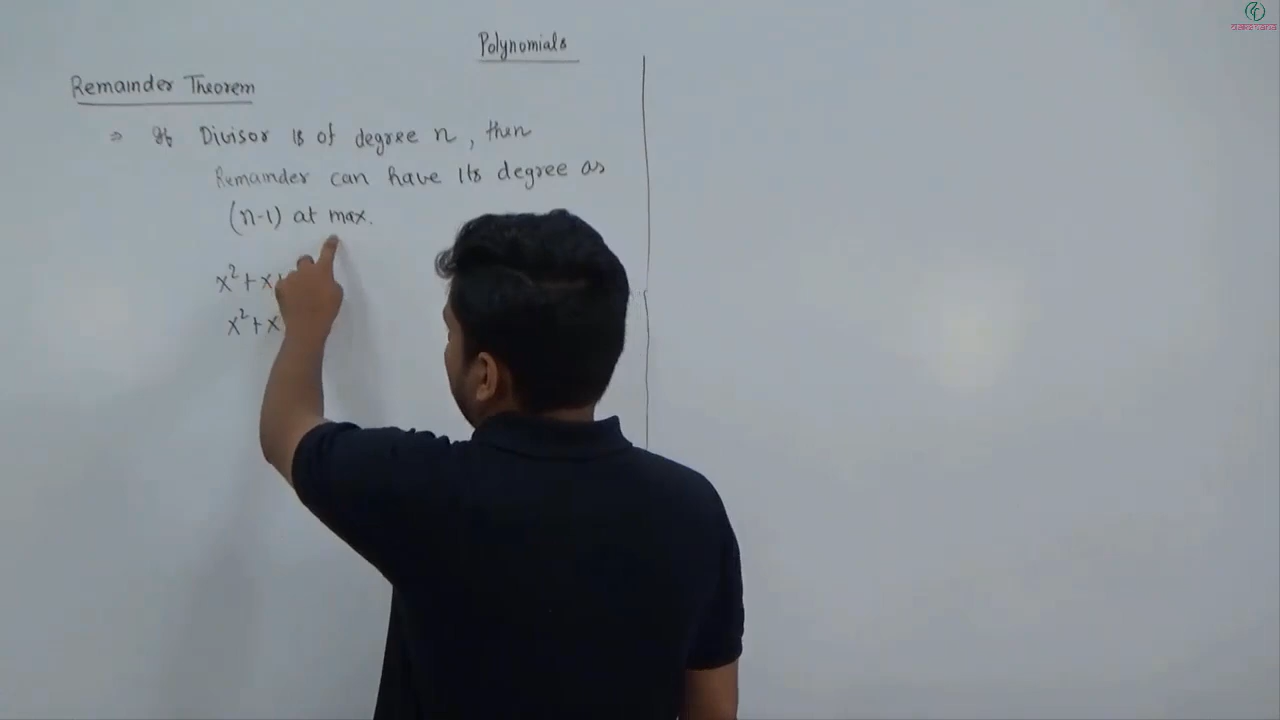 Polynomials
Remainder Theorem
⇒ If Divisor is of degree n, then
Remainder can have its degree as
(n-1) at max.
x² + x +
x² + x